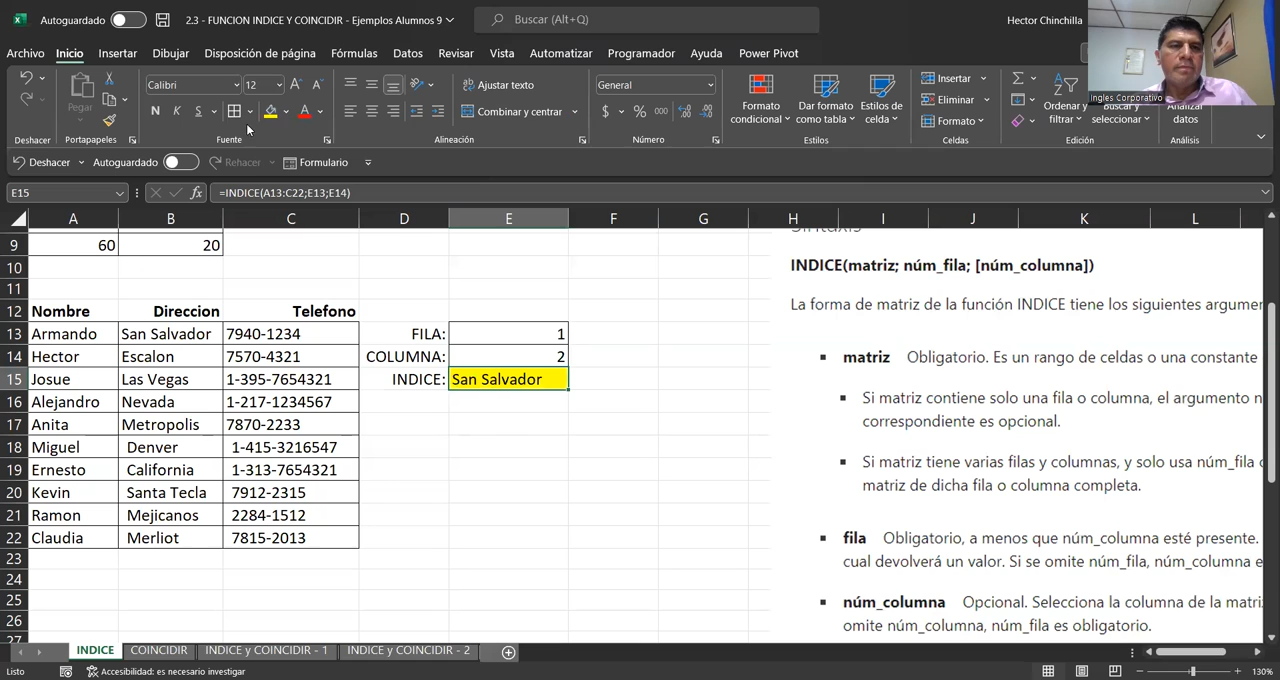 Autoguardado 2.3 - FUNCION INDICE Y COINCIDIR - Ejemplos Alumnos 9 Buscar (Alt+Q) Hector Chinchilla
Archivo Inicio Insertar Dibujar Disposición de página Fórmulas Datos Revisar Vista Automatizar Programador Ayuda Power Pivot
Calibri 12 Ajustar texto General Insertar
Pegar N K S A Combinar y centrar $ % 000 Formato condicional Dar formato como tabla Estilos de celda Eliminar Formato Ordenar y filtrar Buscar y seleccionar Analizar datos
Ingles Corporativo
Deshacer Portapapeles Fuente Alineación Número Estilos Celdas Edición Análisis
Deshacer Autoguardado Rehacer Formulario
E15 fx =INDICE(A13:C22;E13;E14)
A B C D E F G H I J K L
9 60 20
10
11
12 Nombre Direccion Telefono
13 Armando San Salvador 7940-1234 FILA: 1
14 Hector Escalon 7570-4321 COLUMNA: 2
15 Josue Las Vegas 1-395-7654321 INDICE: San Salvador
16 Alejandro Nevada 1-217-1234567
17 Anita Metropolis 7870-2233
18 Miguel Denver 1-415-3216547
19 Ernesto California 1-313-7654321
20 Kevin Santa Tecla 7912-2315
21 Ramon Mejicanos 2284-1512
22 Claudia Merliot 7815-2013
23
24
25
26
27
INDICE(matriz; núm_fila; [núm_columna])
La forma de matriz de la función INDICE tiene los siguientes argumen
matriz Obligatorio. Es un rango de celdas o una constante
Si matriz contiene solo una fila o columna, el argumento n
correspondiente es opcional.
Si matriz tiene varias filas y columnas, y solo usa núm_fila
matriz de dicha fila o columna completa.
fila Obligatorio, a menos que núm_columna esté presente.
cual devolverá un valor. Si se omite núm_fila, núm_columna e
núm_columna Opcional. Selecciona la columna de la matri
omite núm_columna, núm_fila es obligatorio.
INDICE COINCIDIR INDICE y COINCIDIR - 1 INDICE y COINCIDIR - 2
Listo Accesibilidad: es necesario investigar 130%